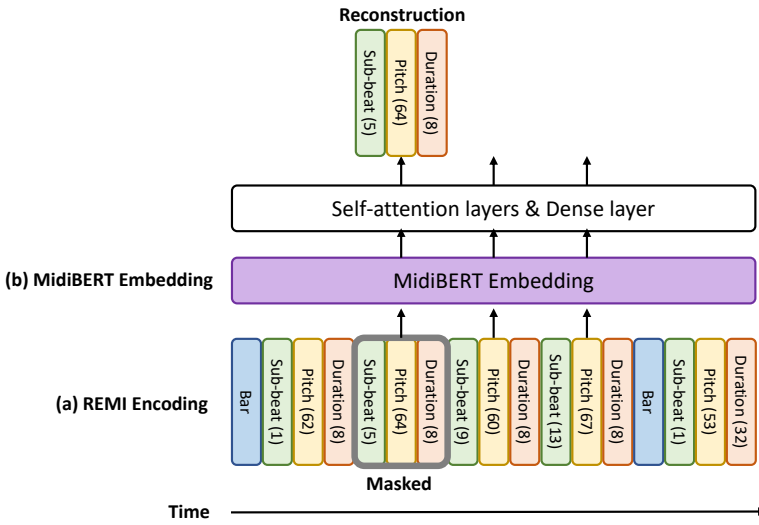 Reconstruction
Sub-beat (5)
Pitch (64)
Duration (8)
Self-attention layers & Dense layer
(b) MidiBERT Embedding
MidiBERT Embedding
(a) REMI Encoding
Bar
Sub-beat (1)
Pitch (62)
Duration (8)
Sub-beat (5)
Pitch (64)
Duration (8)
Sub-beat (9)
Pitch (60)
Duration (8)
Sub-beat (13)
Pitch (67)
Duration (8)
Bar
Sub-beat (1)
Pitch (53)
Duration (32)
Masked
Time